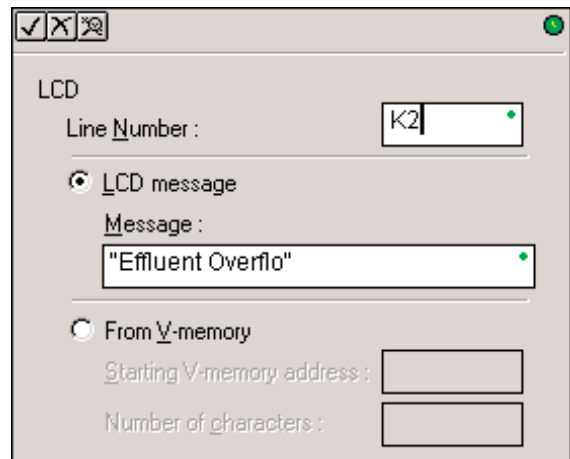 LCD
Line Number : K2
LCD message
Message :
"Effluent Overflo"
From V-memory
Starting V-memory address :
Number of characters :